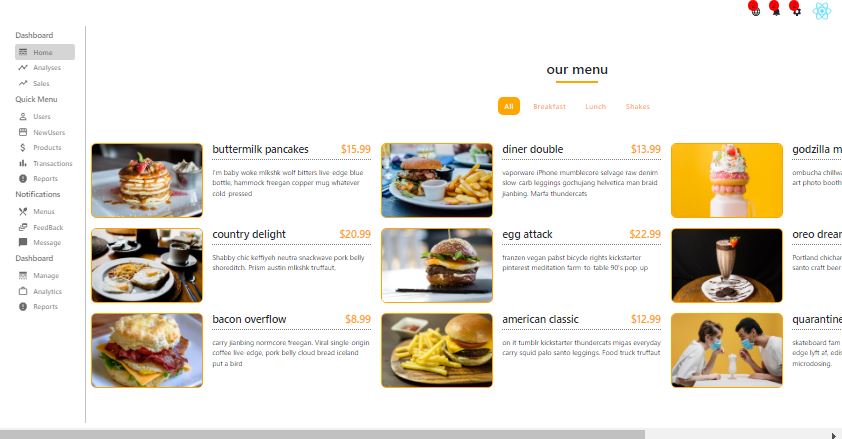 Dashboard
Home
Analyses
Sales
Quick Menu
Users
NewUsers
Products
Transactions
Reports
Notifications
Menus
FeedBack
Message
Dashboard
Manage
Analytics
Reports
our menu
All Breakfast Lunch Shakes
buttermilk pancakes $15.99
I'm baby woke mlkshk wolf bitters live-edge blue
bottle, hammock freegan copper mug whatever
cold-pressed
diner double $13.99
vaporware iPhone mumblecore selvage raw denim
slow-carb leggings gochujang helvetica man braid
jianbing. Marfa thundercats
godzilla m
ombucha chillwa
art photo booth
country delight $20.99
Shabby chic keffiyeh neutra snackwave pork belly
shoreditch. Prism austin mlkshk truffaut,
egg attack $22.99
franzen vegan pabst bicycle rights kickstarter
pinterest meditation farm-to-table 90's pop-up
oreo drear
Portland chichar
santo craft beer
bacon overflow $8.99
carry jianbing normcore freegan. Viral single-origin
coffee live-edge, pork belly cloud bread iceland
put a bird
american classic $12.99
on it tumblr kickstarter thundercats migas everyday
carry squid palo santo leggings. Food truck truffaut
quarantine
skateboard fam
edge lyft af, edis
microdosing.